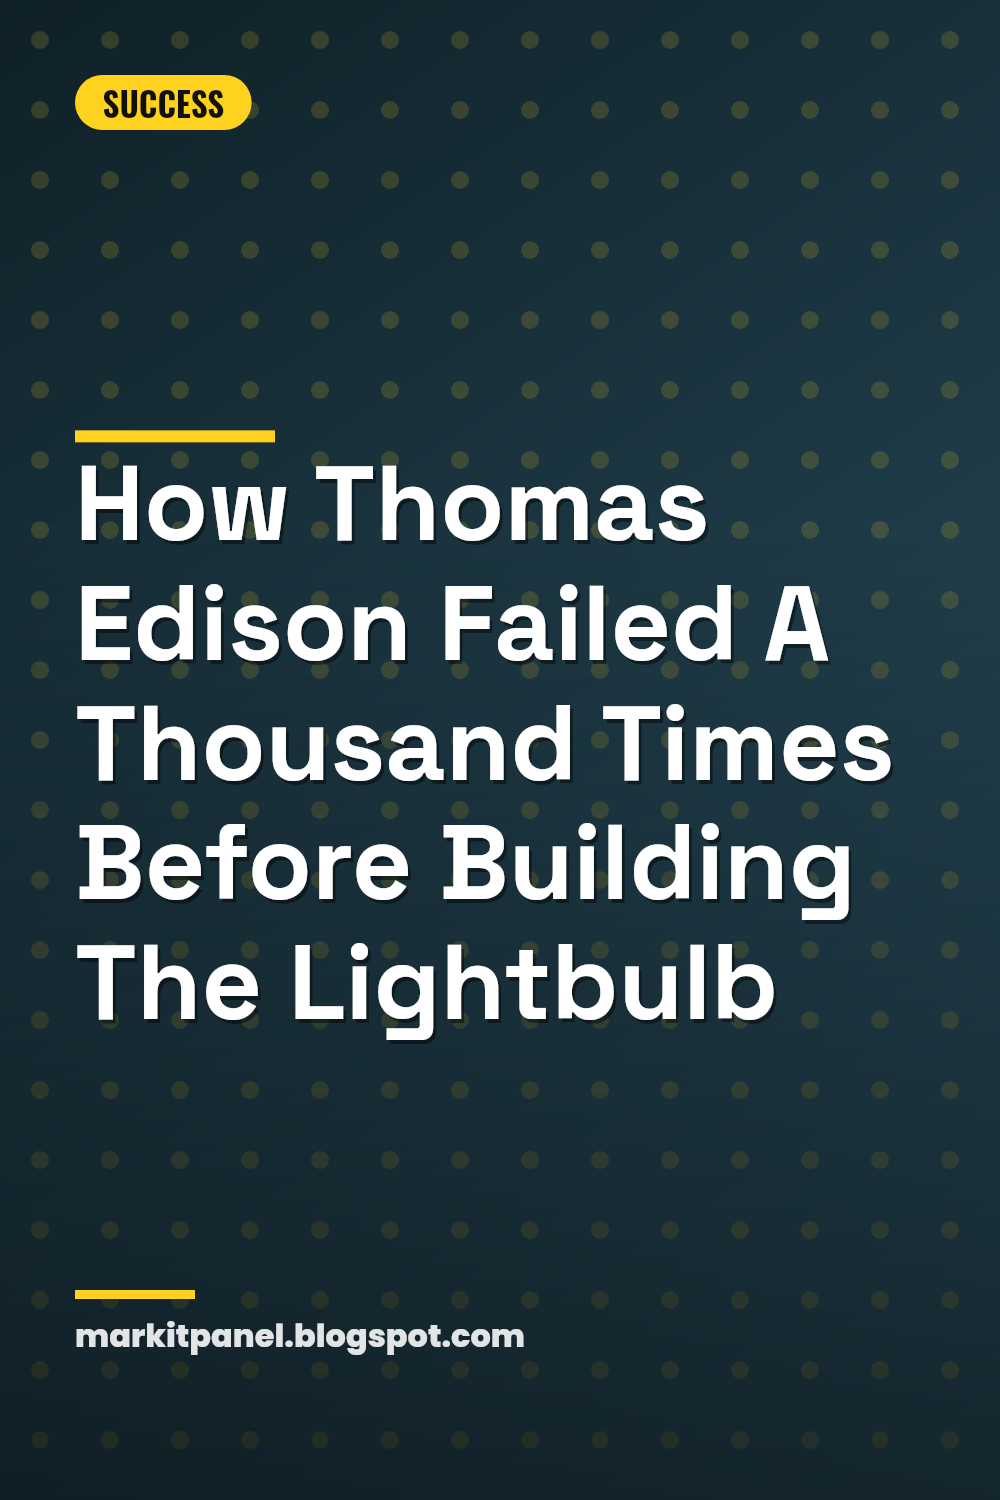 SUCCESS
How Thomas
Edison Failed A
Thousand Times
Before Building
The Lightbulb
markitpanel.blogspot.com